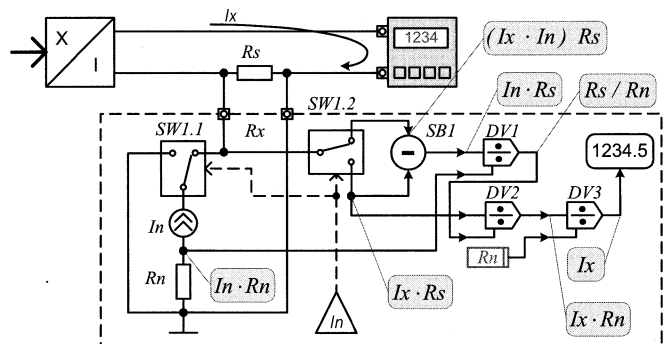 Ix
X
I
1234
Rs
(Ix · In) Rs
In · Rs
Rs / Rn
SW1.1
Rx
SW1.2
SB1
DV1
1234.5
In
DV2
DV3
Rn
Rn
In · Rn
In
Ix · Rs
Ix
Ix · Rn